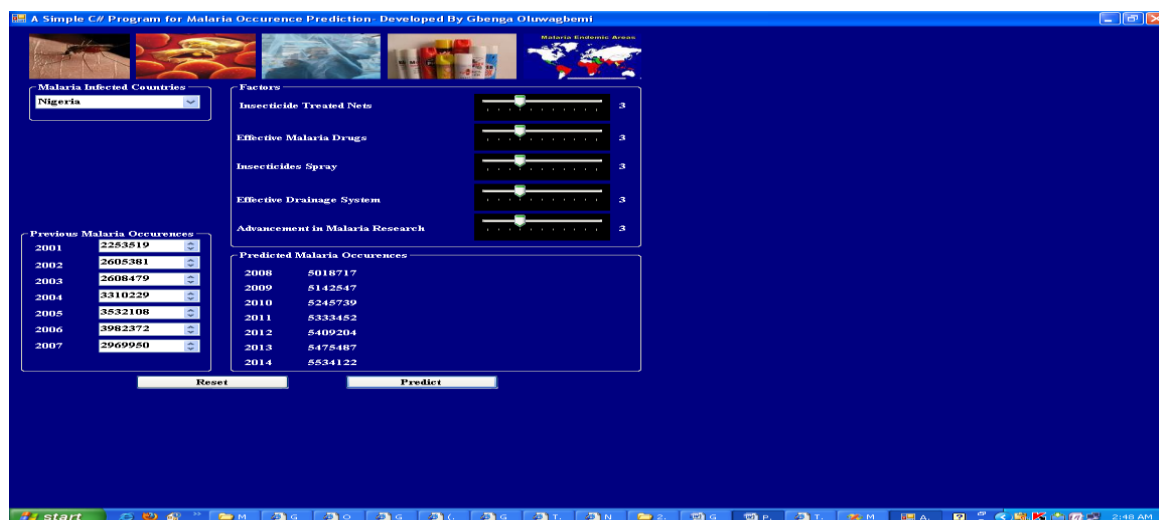 A Simple C# Program for Malaria Occurence Prediction- Developed By Gbenga Oluwagbemi
Malaria Endemic Areas
Malaria Infected Countries
Nigeria
Factors
Insecticide Treated Nets 3
Effective Malaria Drugs 3
Insecticides Spray 3
Effective Drainage System 3
Advancement in Malaria Research 3
Previous Malaria Occurences
2001 2253519
2002 2605381
2003 2608479
2004 3310229
2005 3532108
2006 3982372
2007 2969950
Predicted Malaria Occurences
2008 5018717
2009 5142547
2010 5245739
2011 5333452
2012 5409204
2013 5475487
2014 5534122
Reset Predict
start M G O G (. G T. N 2. G P. T. M A. 2:48 AM